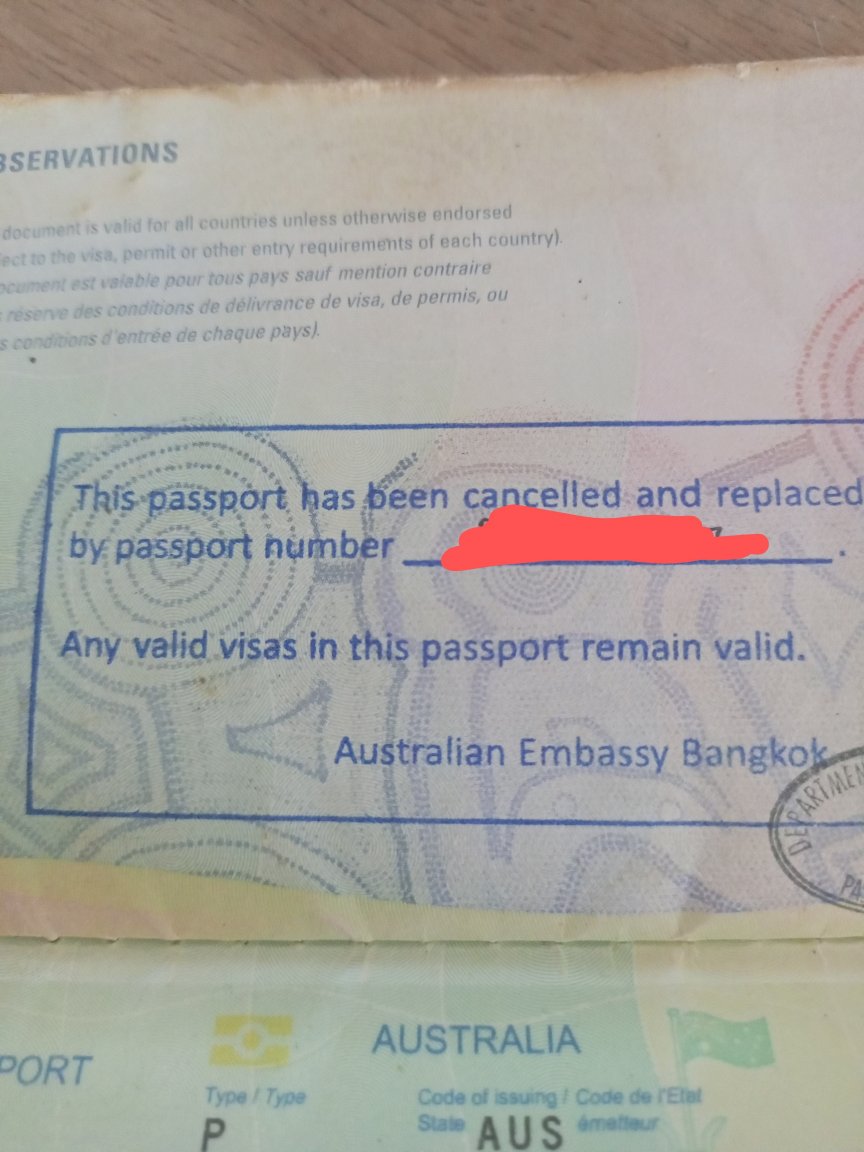 BSERVATIONS
document is valid for all countries unless otherwise endorsed
ect to the visa, permit or other entry requirements of each country).
ocument est valable pour tous pays sauf mention contraire
réserve des conditions de délivrance de visa, de permis, ou
s conditions d'entrée de chaque pays).
This passport has been cancelled and replaced
by passport number
Any valid visas in this passport remain valid.
Australian Embassy Bangkok
DEPARTMEN
PA
PORT
AUSTRALIA
Type / Type
Code of issuing / Code de l'Etat
State
émetteur
P
AUS